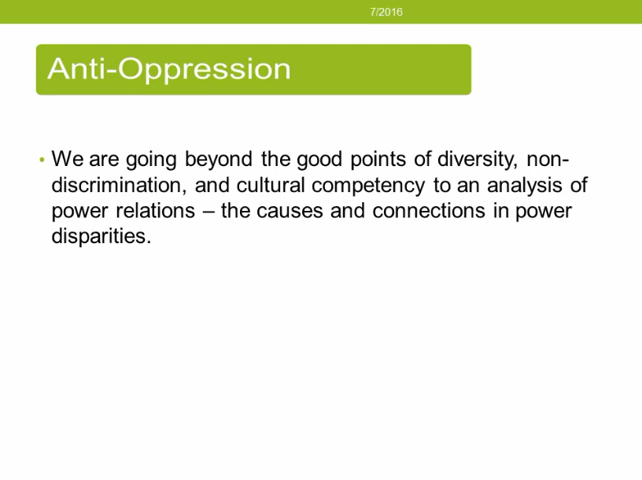 7/2016
Anti-Oppression
• We are going beyond the good points of diversity, non-
discrimination, and cultural competency to an analysis of
power relations – the causes and connections in power
disparities.